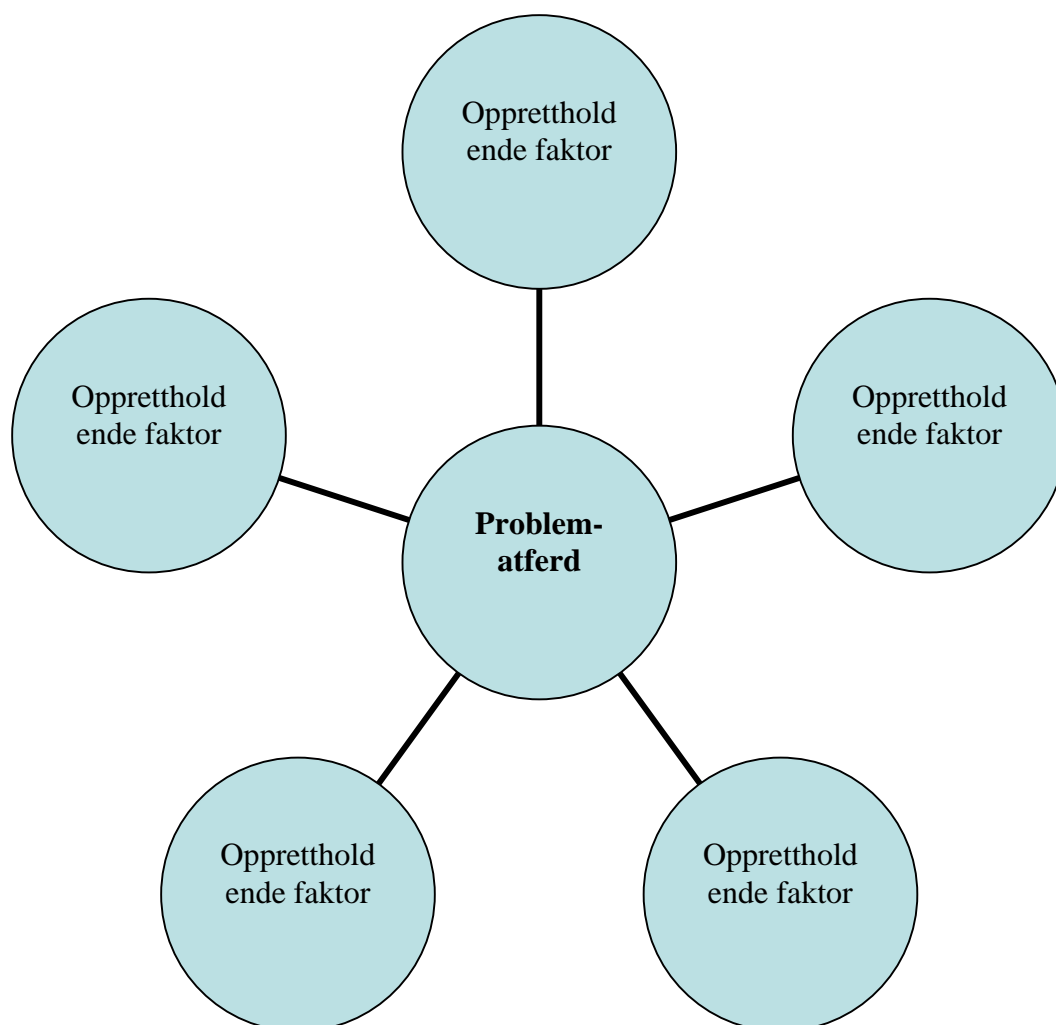 Oppretthold
ende faktor
Oppretthold
ende faktor
Oppretthold
ende faktor
Problem-
atferd
Oppretthold
ende faktor
Oppretthold
ende faktor